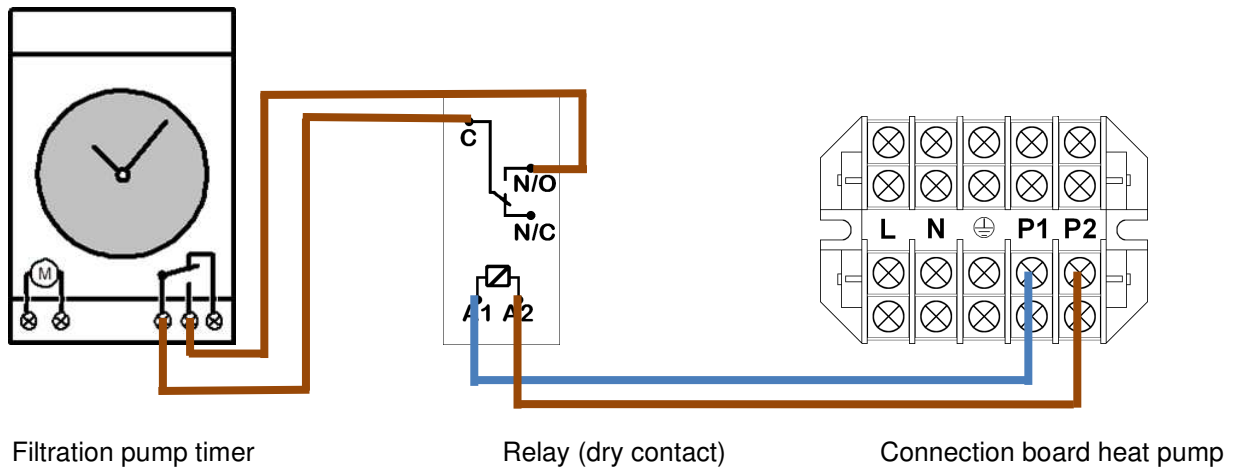 C
N/O
N/C
M
A1 A2
L N P1 P2
Filtration pump timer
Relay (dry contact)
Connection board heat pump